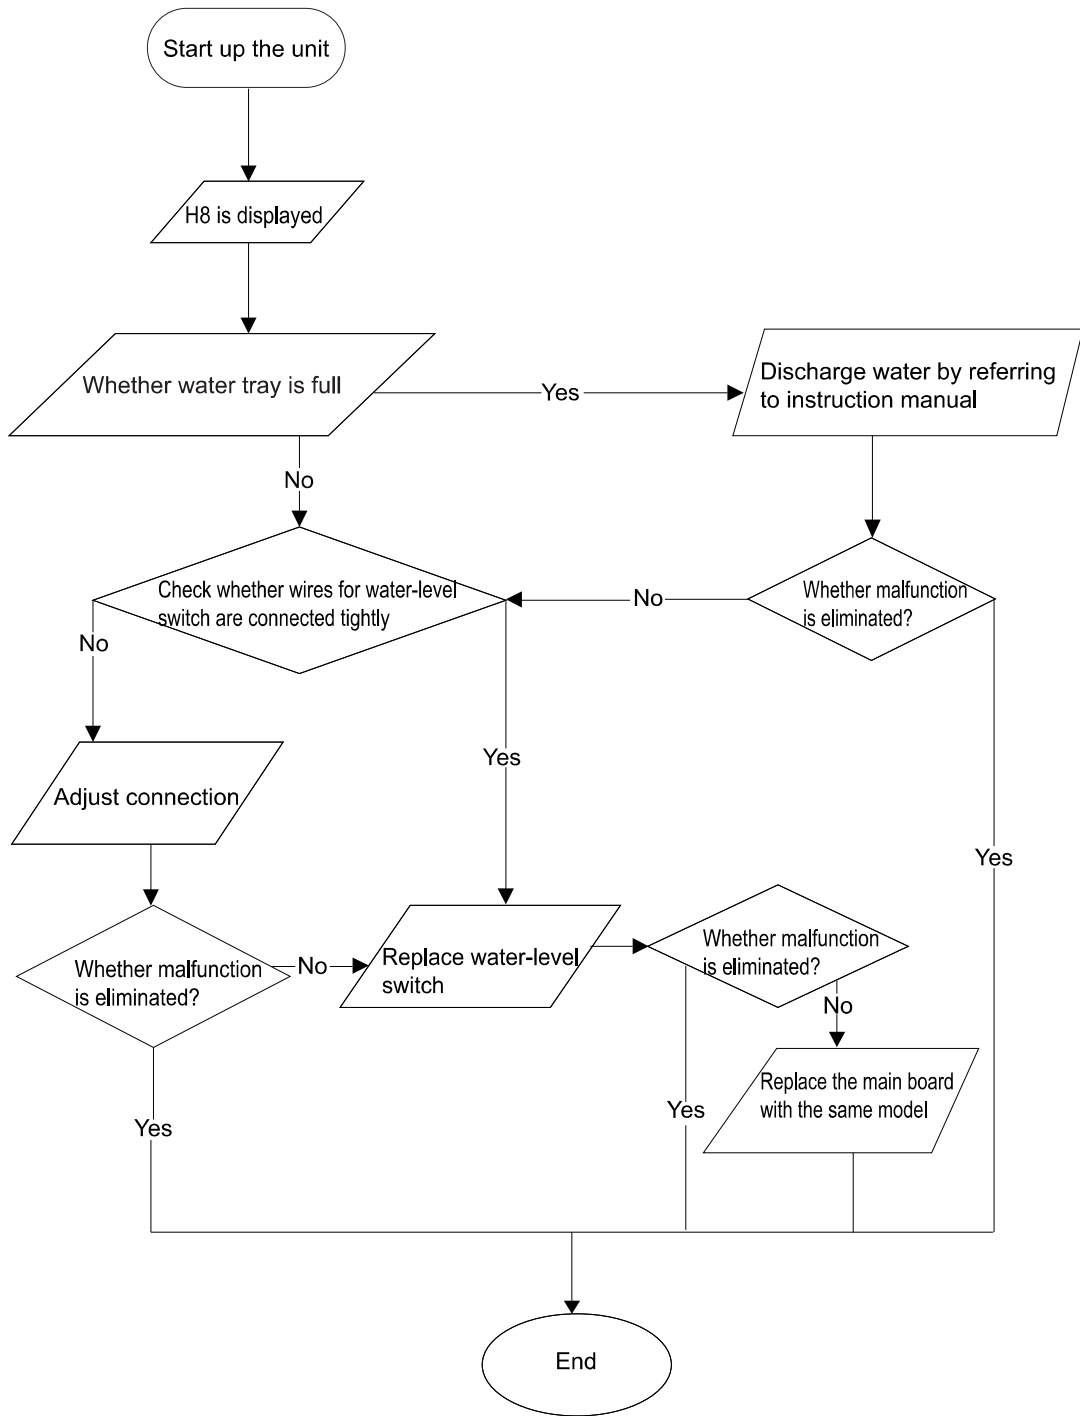 Start up the unit
H8 is displayed
Whether water tray is full
Yes
Discharge water by referring
to instruction manual
No
Check whether wires for water-level
switch are connected tightly
No
Whether malfunction
is eliminated?
No
Yes
Adjust connection
Yes
Whether malfunction
is eliminated?
No
Replace water-level
switch
Whether malfunction
is eliminated?
No
Replace the main board
with the same model
Yes
Yes
End